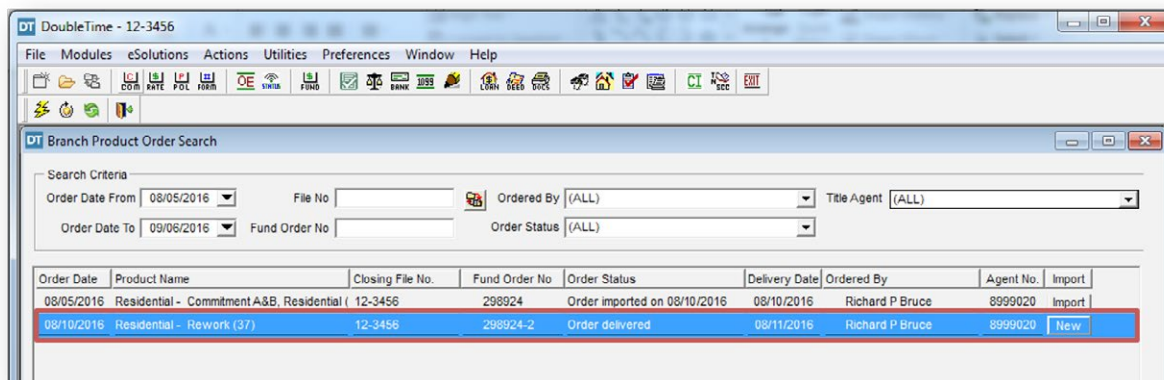 DT DoubleTime - 12-3456
File Modules eSolutions Actions Utilities Preferences Window Help
COM RATE POL FORM OE STATUS FUND BANK 1099 LOAN DEED DOCS CI SCC EXIT
DT Branch Product Order Search
Search Criteria
Order Date From 08/05/2016 File No Ordered By (ALL) Title Agent (ALL)
Order Date To 09/06/2016 Fund Order No Order Status (ALL)
Order Date Product Name Closing File No. Fund Order No Order Status Delivery Date Ordered By Agent No. Import
08/05/2016 Residential - Commitment A&B, Residential ( 12-3456 298924 Order imported on 08/10/2016 08/10/2016 Richard P Bruce 8999020 Import
08/10/2016 Residential - Rework (37) 12-3456 298924-2 Order delivered 08/11/2016 Richard P Bruce 8999020 New